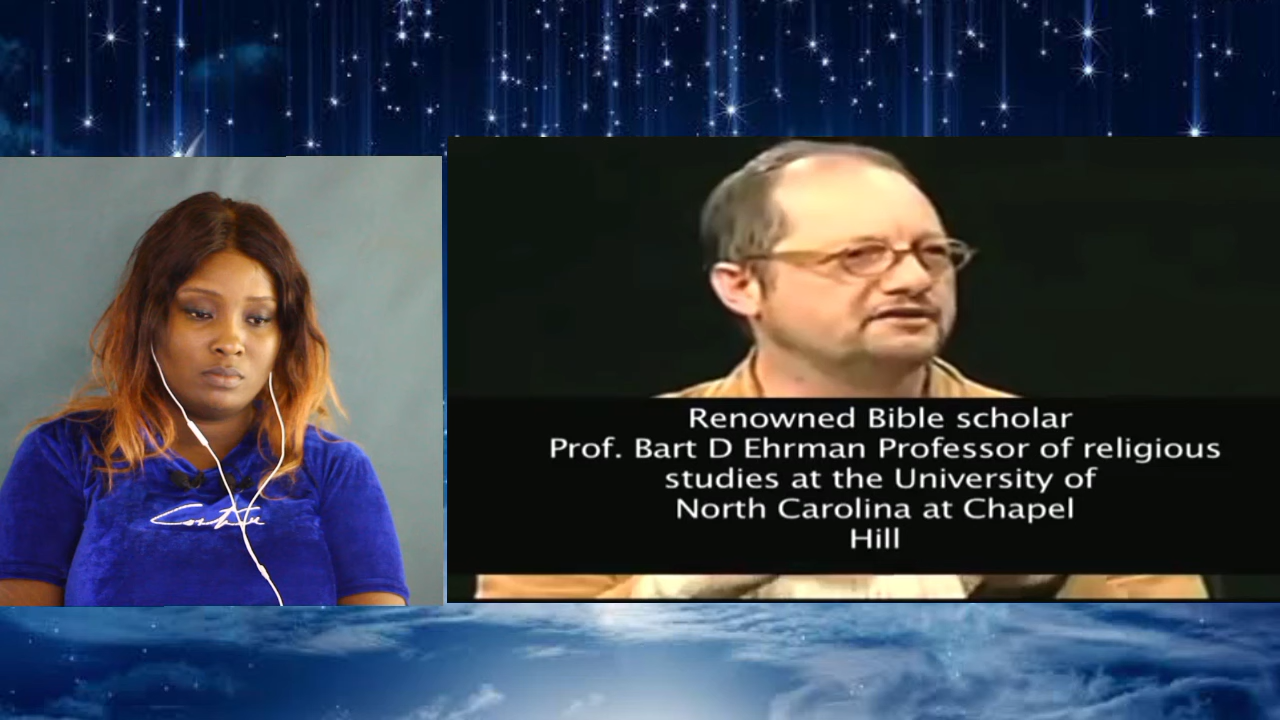 Renowned Bible scholar
Prof. Bart D Ehrman Professor of religious
studies at the University of
North Carolina at Chapel
Hill